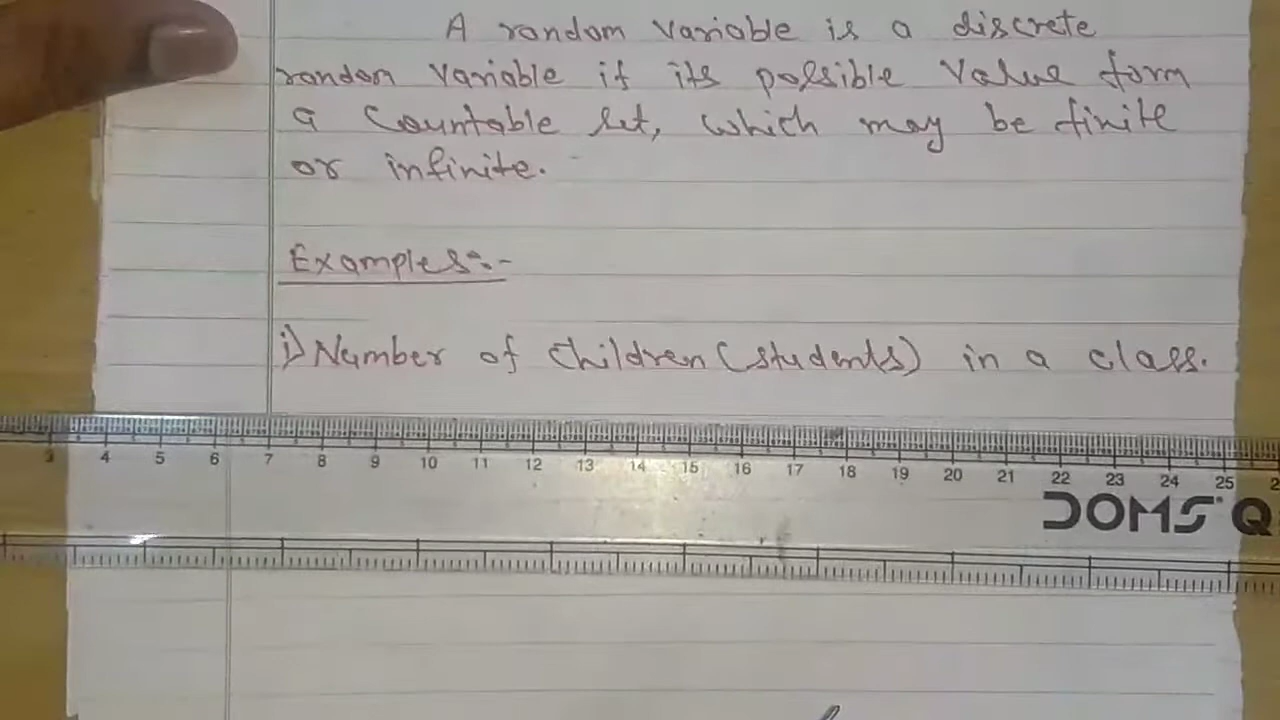 A random variable is a discrete
random variable if its possible value form
a countable set, which may be finite
or infinite.
Examples:-
i) Number of children (students) in a class.
3 4 5 6 7 8 9 10 11 12 13 14 15 16 17 18 19 20 21 22 23 24 25 2
DOMS Q